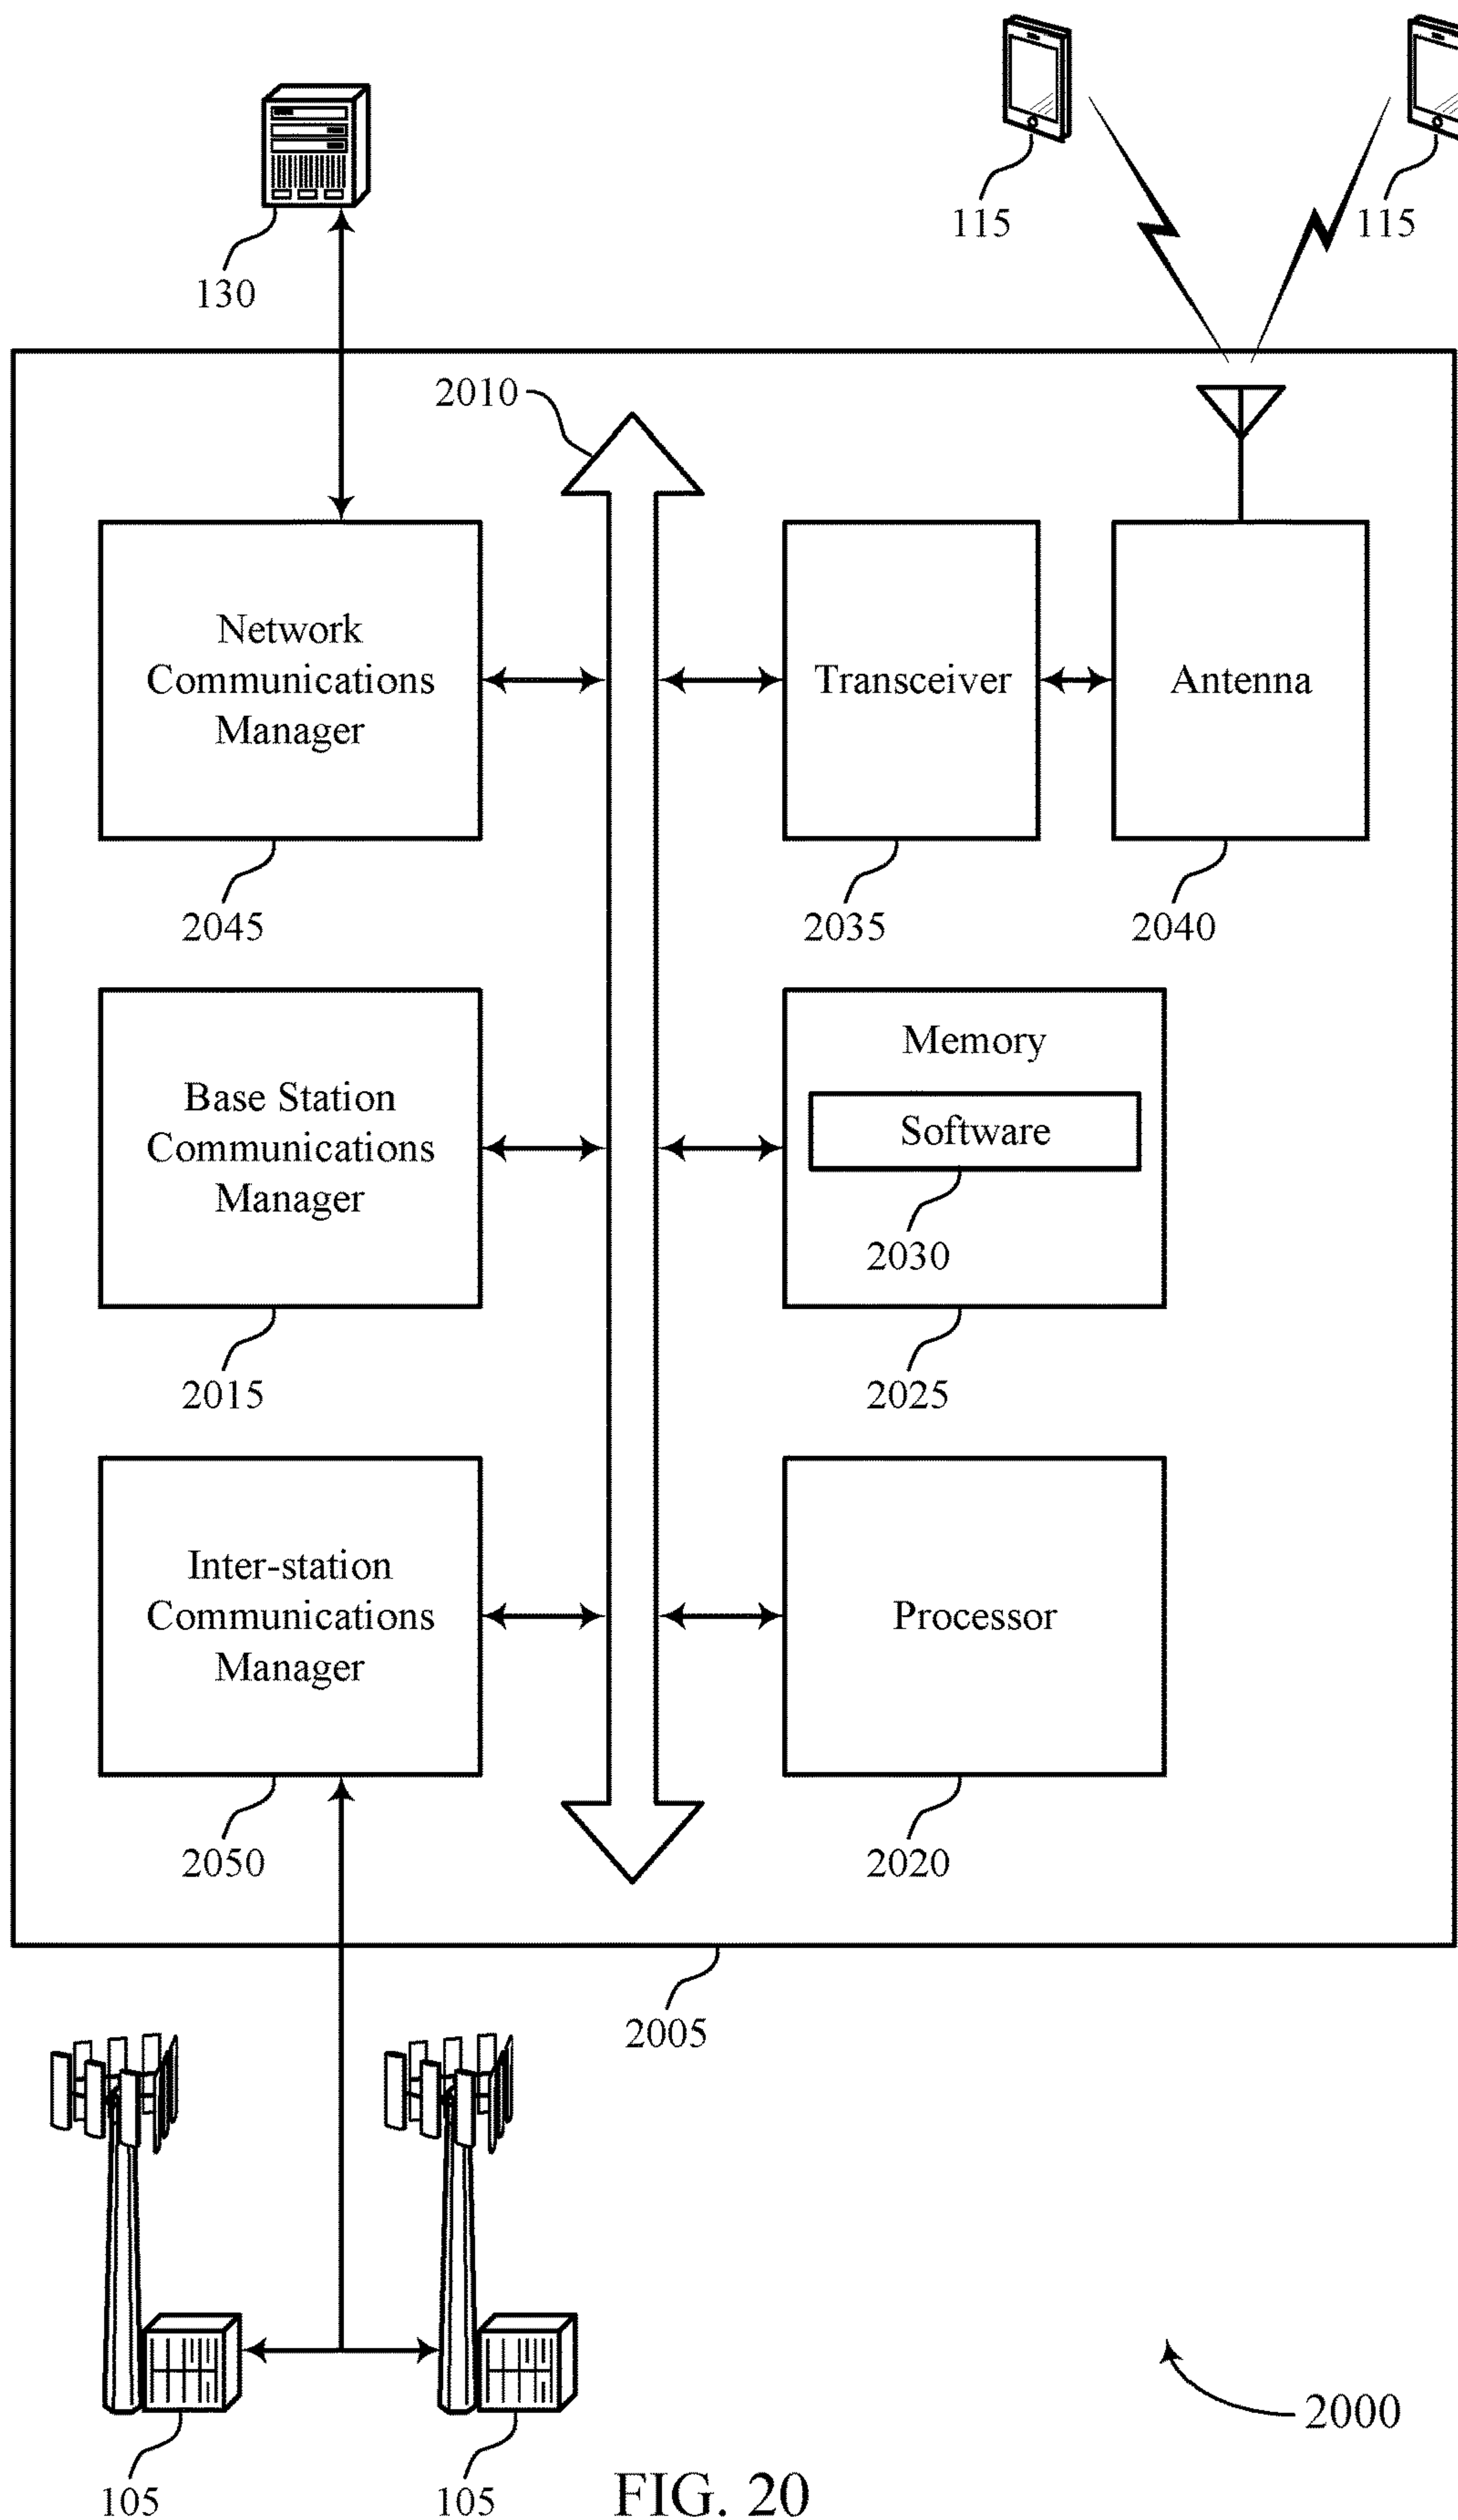 115
115
130
2010
Network
Communications
Manager
Transceiver
Antenna
2045
2035
2040
Memory
Base Station
Communications
Manager
Software
2030
2015
2025
Inter-station
Communications
Manager
Processor
2050
2020
2005
2000
105
105
FIG. 20